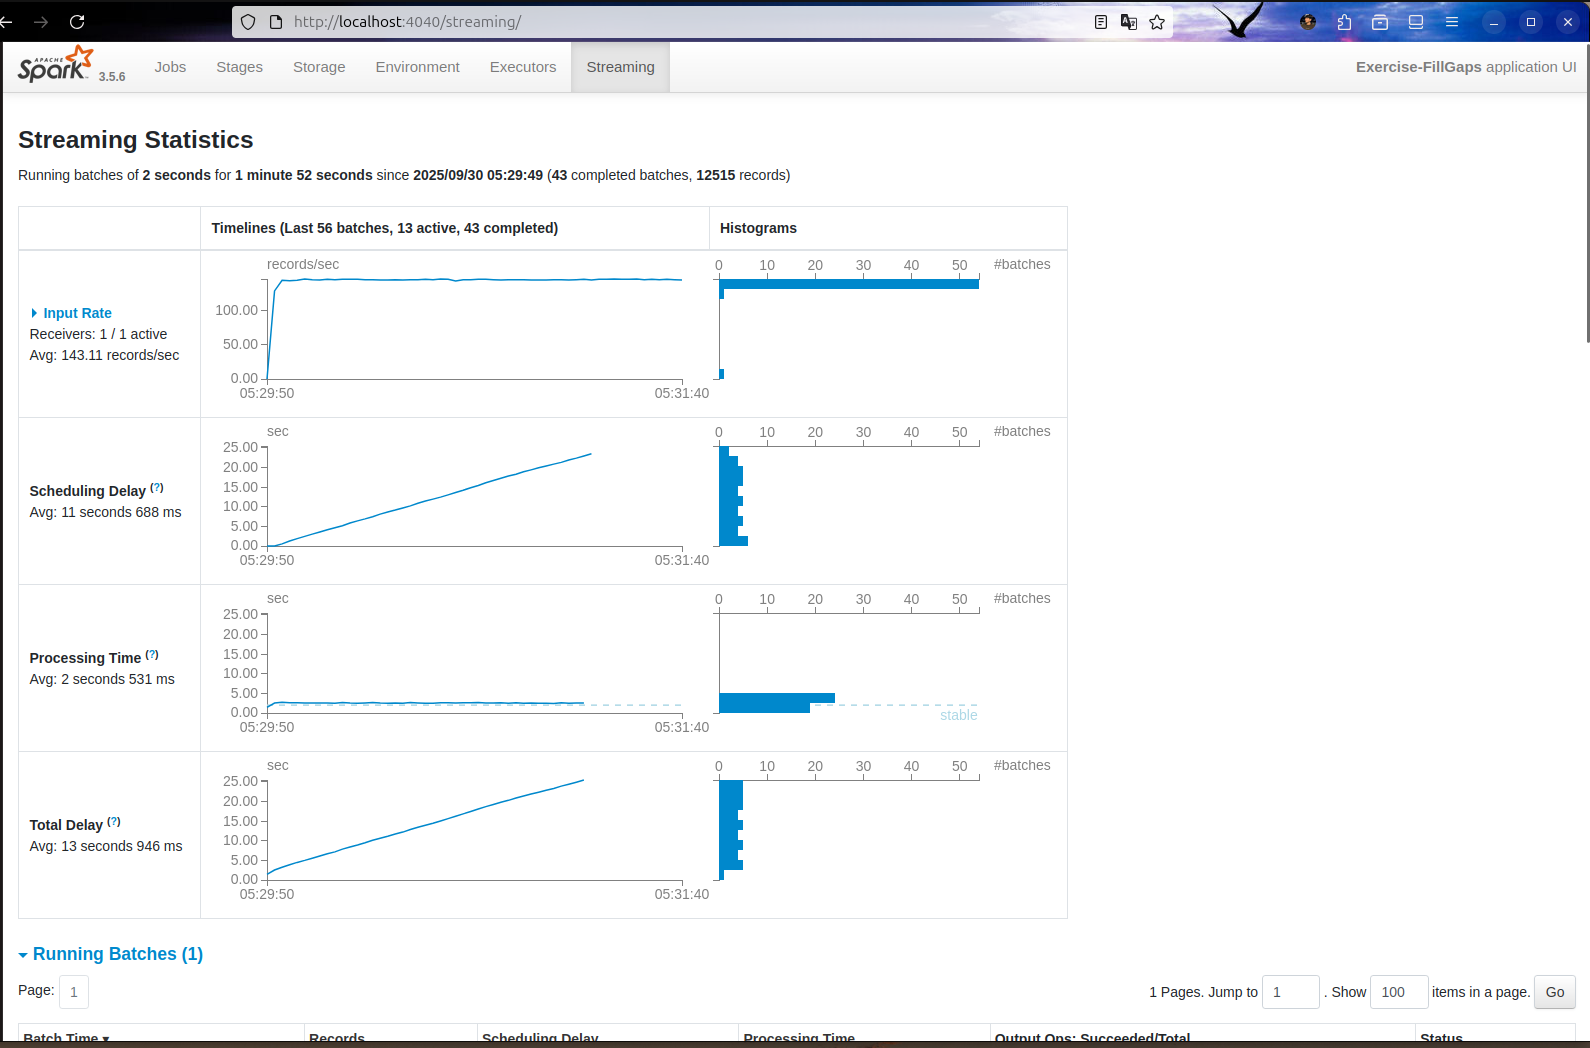 http://localhost:4040/streaming/
APACHE
Spark 3.5.6 Jobs Stages Storage Environment Executors Streaming Exercise-FillGaps application UI
Streaming Statistics
Running batches of 2 seconds for 1 minute 52 seconds since 2025/09/30 05:29:49 (43 completed batches, 12515 records)
Timelines (Last 56 batches, 13 active, 43 completed) Histograms
Input Rate
Receivers: 1 / 1 active
Avg: 143.11 records/sec
records/sec
100.00
50.00
0.00
05:29:50 05:31:40
0 10 20 30 40 50 #batches
Scheduling Delay (?)
Avg: 11 seconds 688 ms
sec
25.00
20.00
15.00
10.00
5.00
0.00
05:29:50 05:31:40
0 10 20 30 40 50 #batches
Processing Time (?)
Avg: 2 seconds 531 ms
sec
25.00
20.00
15.00
10.00
5.00
0.00
05:29:50 05:31:40
0 10 20 30 40 50 #batches
stable
Total Delay (?)
Avg: 13 seconds 946 ms
sec
25.00
20.00
15.00
10.00
5.00
0.00
05:29:50 05:31:40
0 10 20 30 40 50 #batches
Running Batches (1)
Page: 1 1 Pages. Jump to 1 . Show 100 items in a page. Go
Batch Time ▾ Records Scheduling Delay Processing Time Output Ops: Succeeded/Total Status